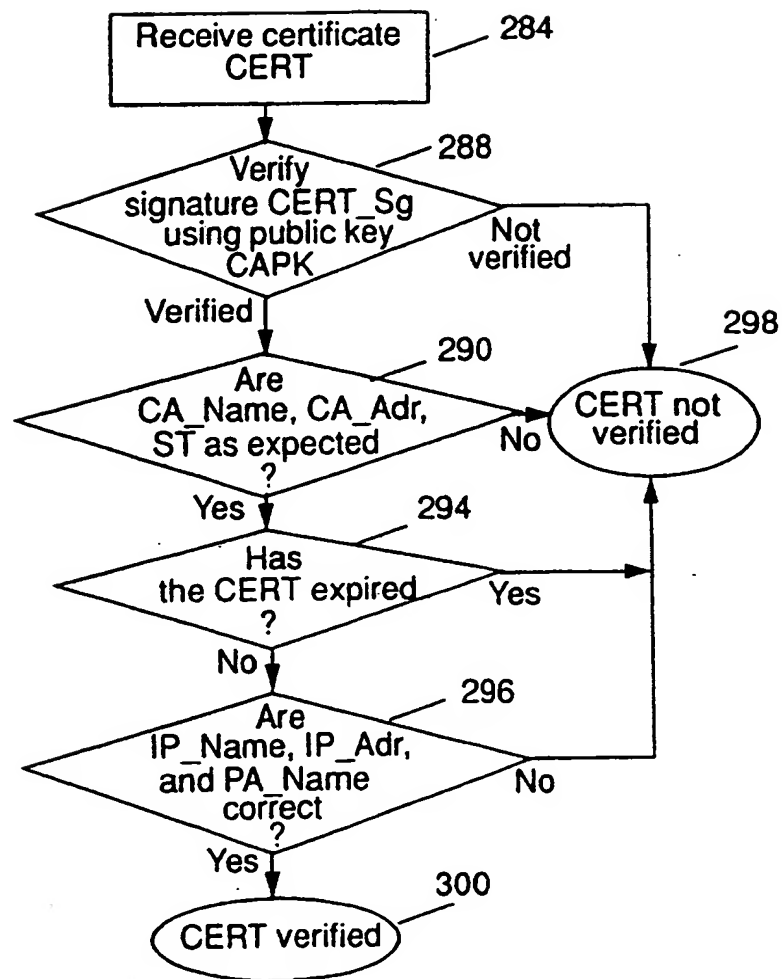 Receive certificate
CERT
284
288
Verify
signature CERT_Sg
using public key
CAPK
Not
verified
Verified
290
298
Are
CA_Name, CA_Adr,
ST as expected
?
No
CERT not
verified
Yes
294
Has
the CERT expired
?
Yes
No
296
Are
IP_Name, IP_Adr,
and PA_Name
correct
?
No
Yes
300
CERT verified